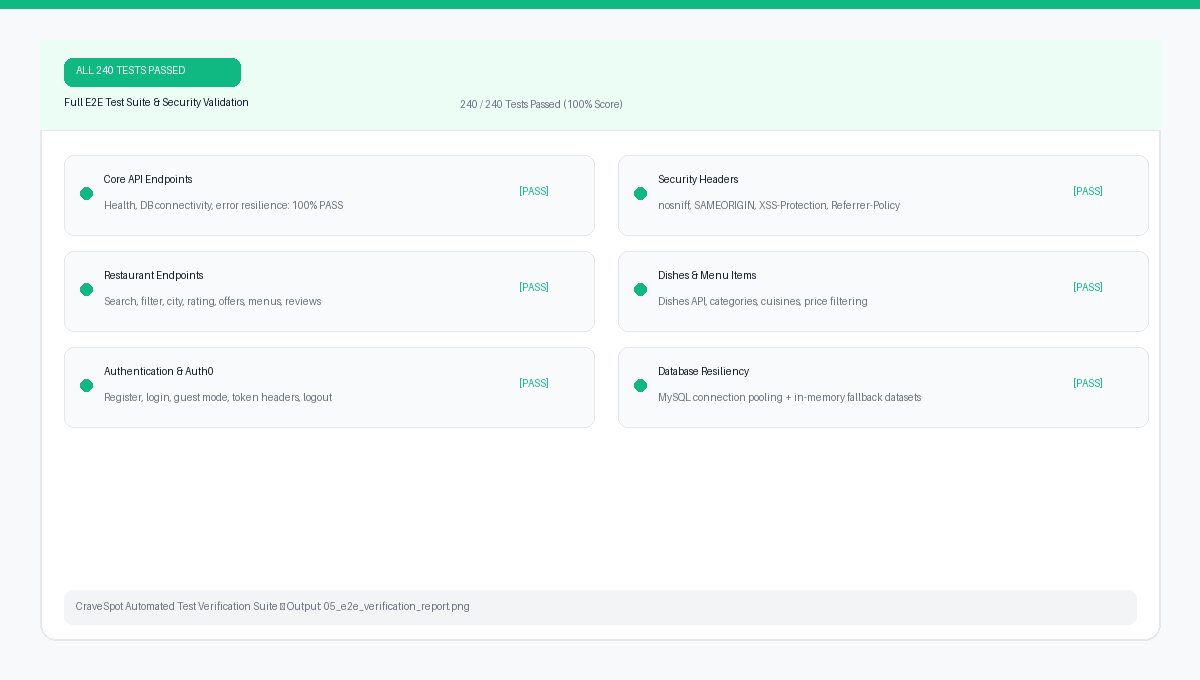 ALL 240 TESTS PASSED
Full E2E Test Suite & Security Validation
240 / 240 Tests Passed (100% Score)
Core API Endpoints
Health, DB connectivity, error resilience: 100% PASS
[PASS]
Security Headers
nosniff, SAMEORIGIN, XSS-Protection, Referrer-Policy
[PASS]
Restaurant Endpoints
Search, filter, city, rating, offers, menus, reviews
[PASS]
Dishes & Menu Items
Dishes API, categories, cuisines, price filtering
[PASS]
Authentication & Auth0
Register, login, guest mode, token headers, logout
[PASS]
Database Resiliency
MySQL connection pooling + in-memory fallback datasets
[PASS]
CraveSpot Automated Test Verification Suite Output: 05_e2e_verification_report.png